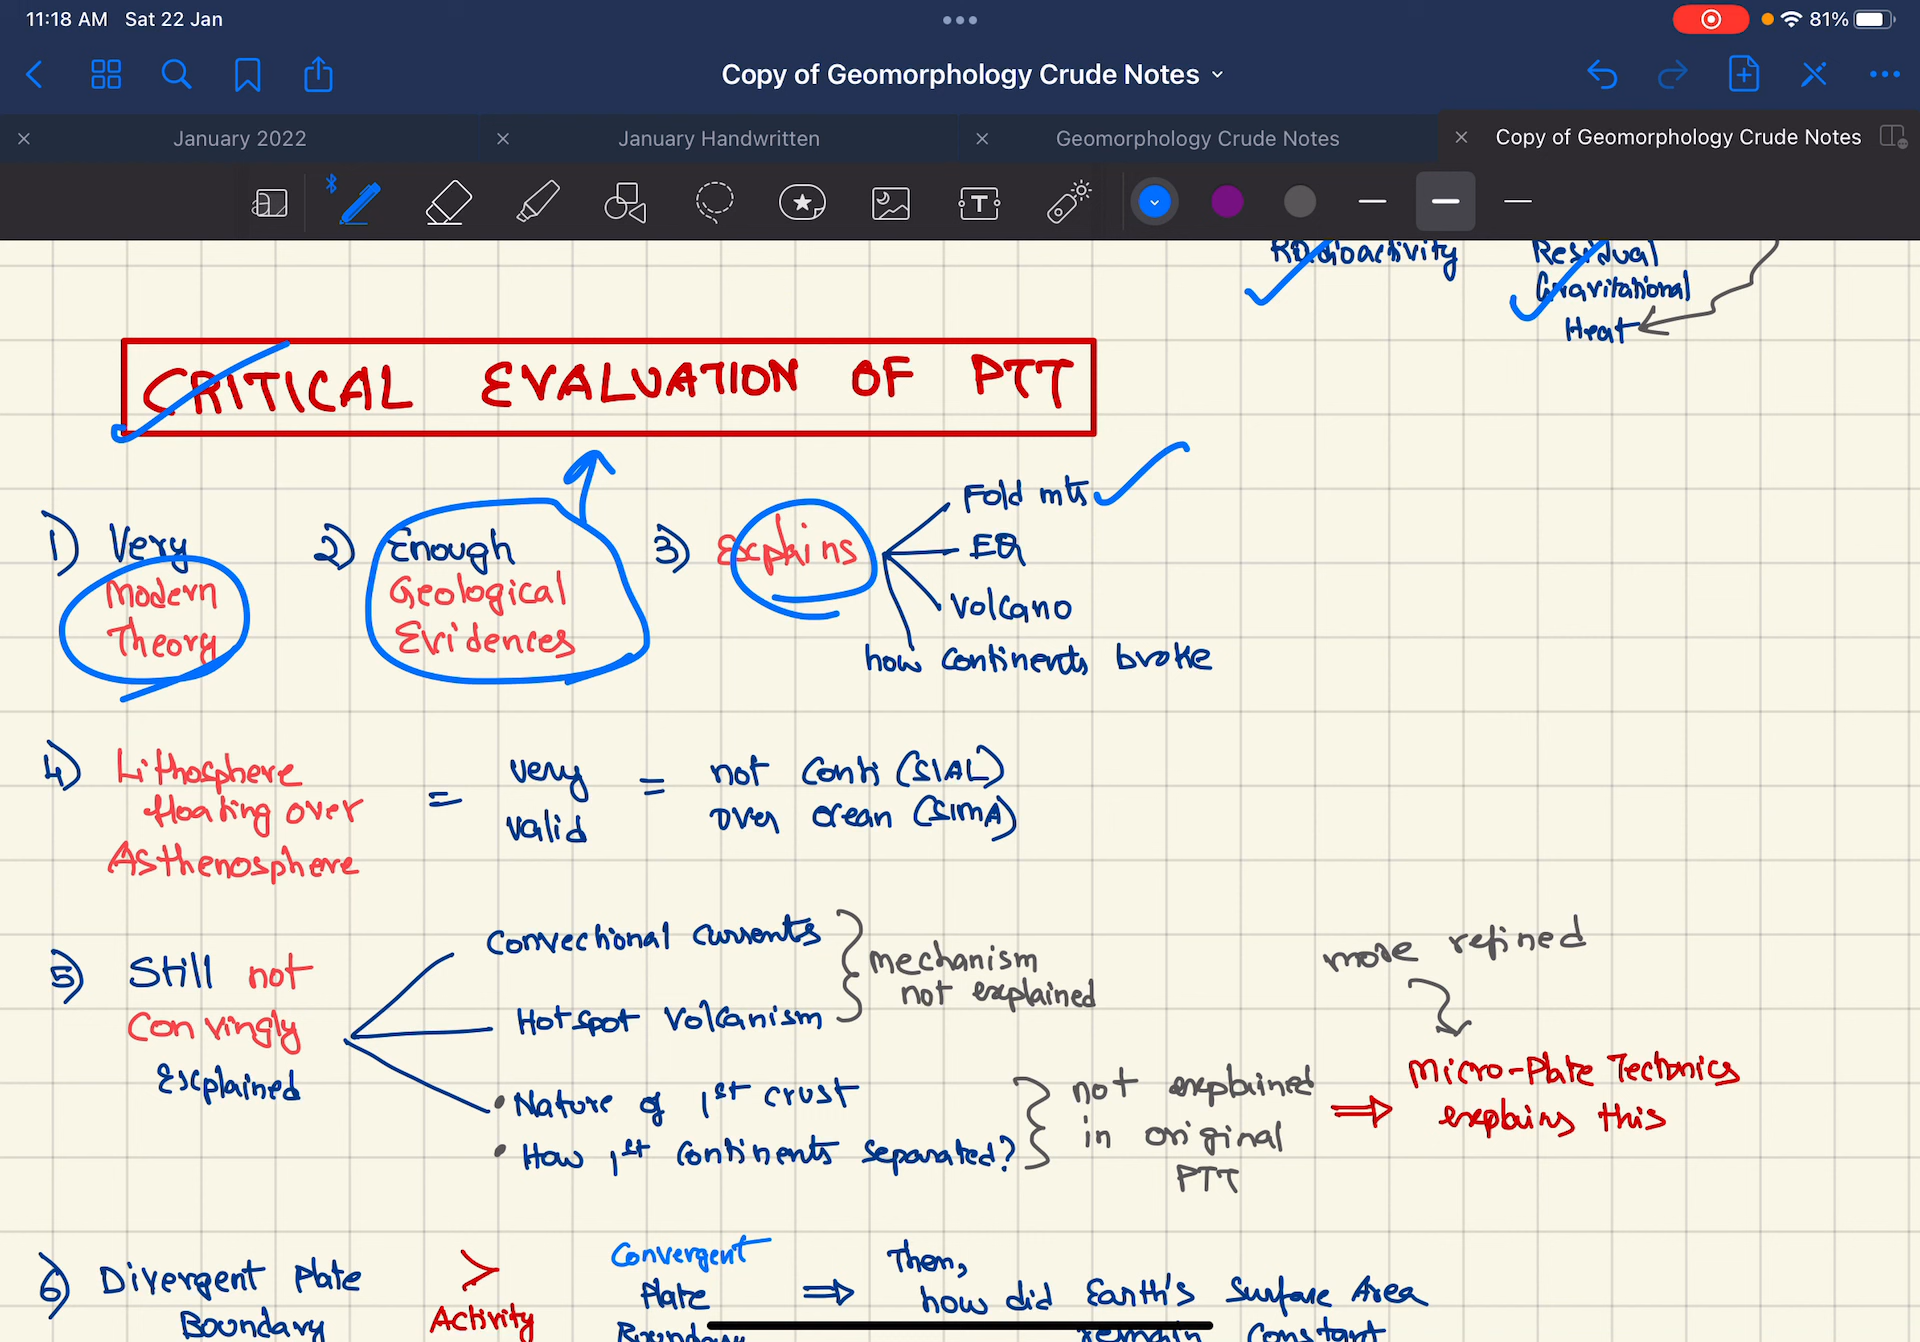 11:18 AM Sat 22 Jan
81%
Copy of Geomorphology Crude Notes
January 2022
January Handwritten
Geomorphology Crude Notes
Copy of Geomorphology Crude Notes
Radioactivity
Residual
Gravitational
Heat
CRITICAL EVALUATION OF PTT
1) Very
Modern
Theory
2) Enough
Geological
Evidences
3) Explains
Fold mts
EQ
Volcano
how continents broke
4) Lithosphere
floating over
Asthenosphere
= very
valid
= not Conti (SIAL)
over ocean (SIMA)
5) Still not
Convingly
Explained
Convectional Currents
Hotspot Volcanism
mechanism
not explained
• Nature of 1st crust
• How 1st Continents Separated?
not explained
in original
PTT
more refined
⇒ Micro-Plate Tectonics
explains this
6) Divergent Plate
Boundary
>
Activity
Convergent
Plate
Boundary
⇒ Then,
how did Earth's Surface Area
remain constant